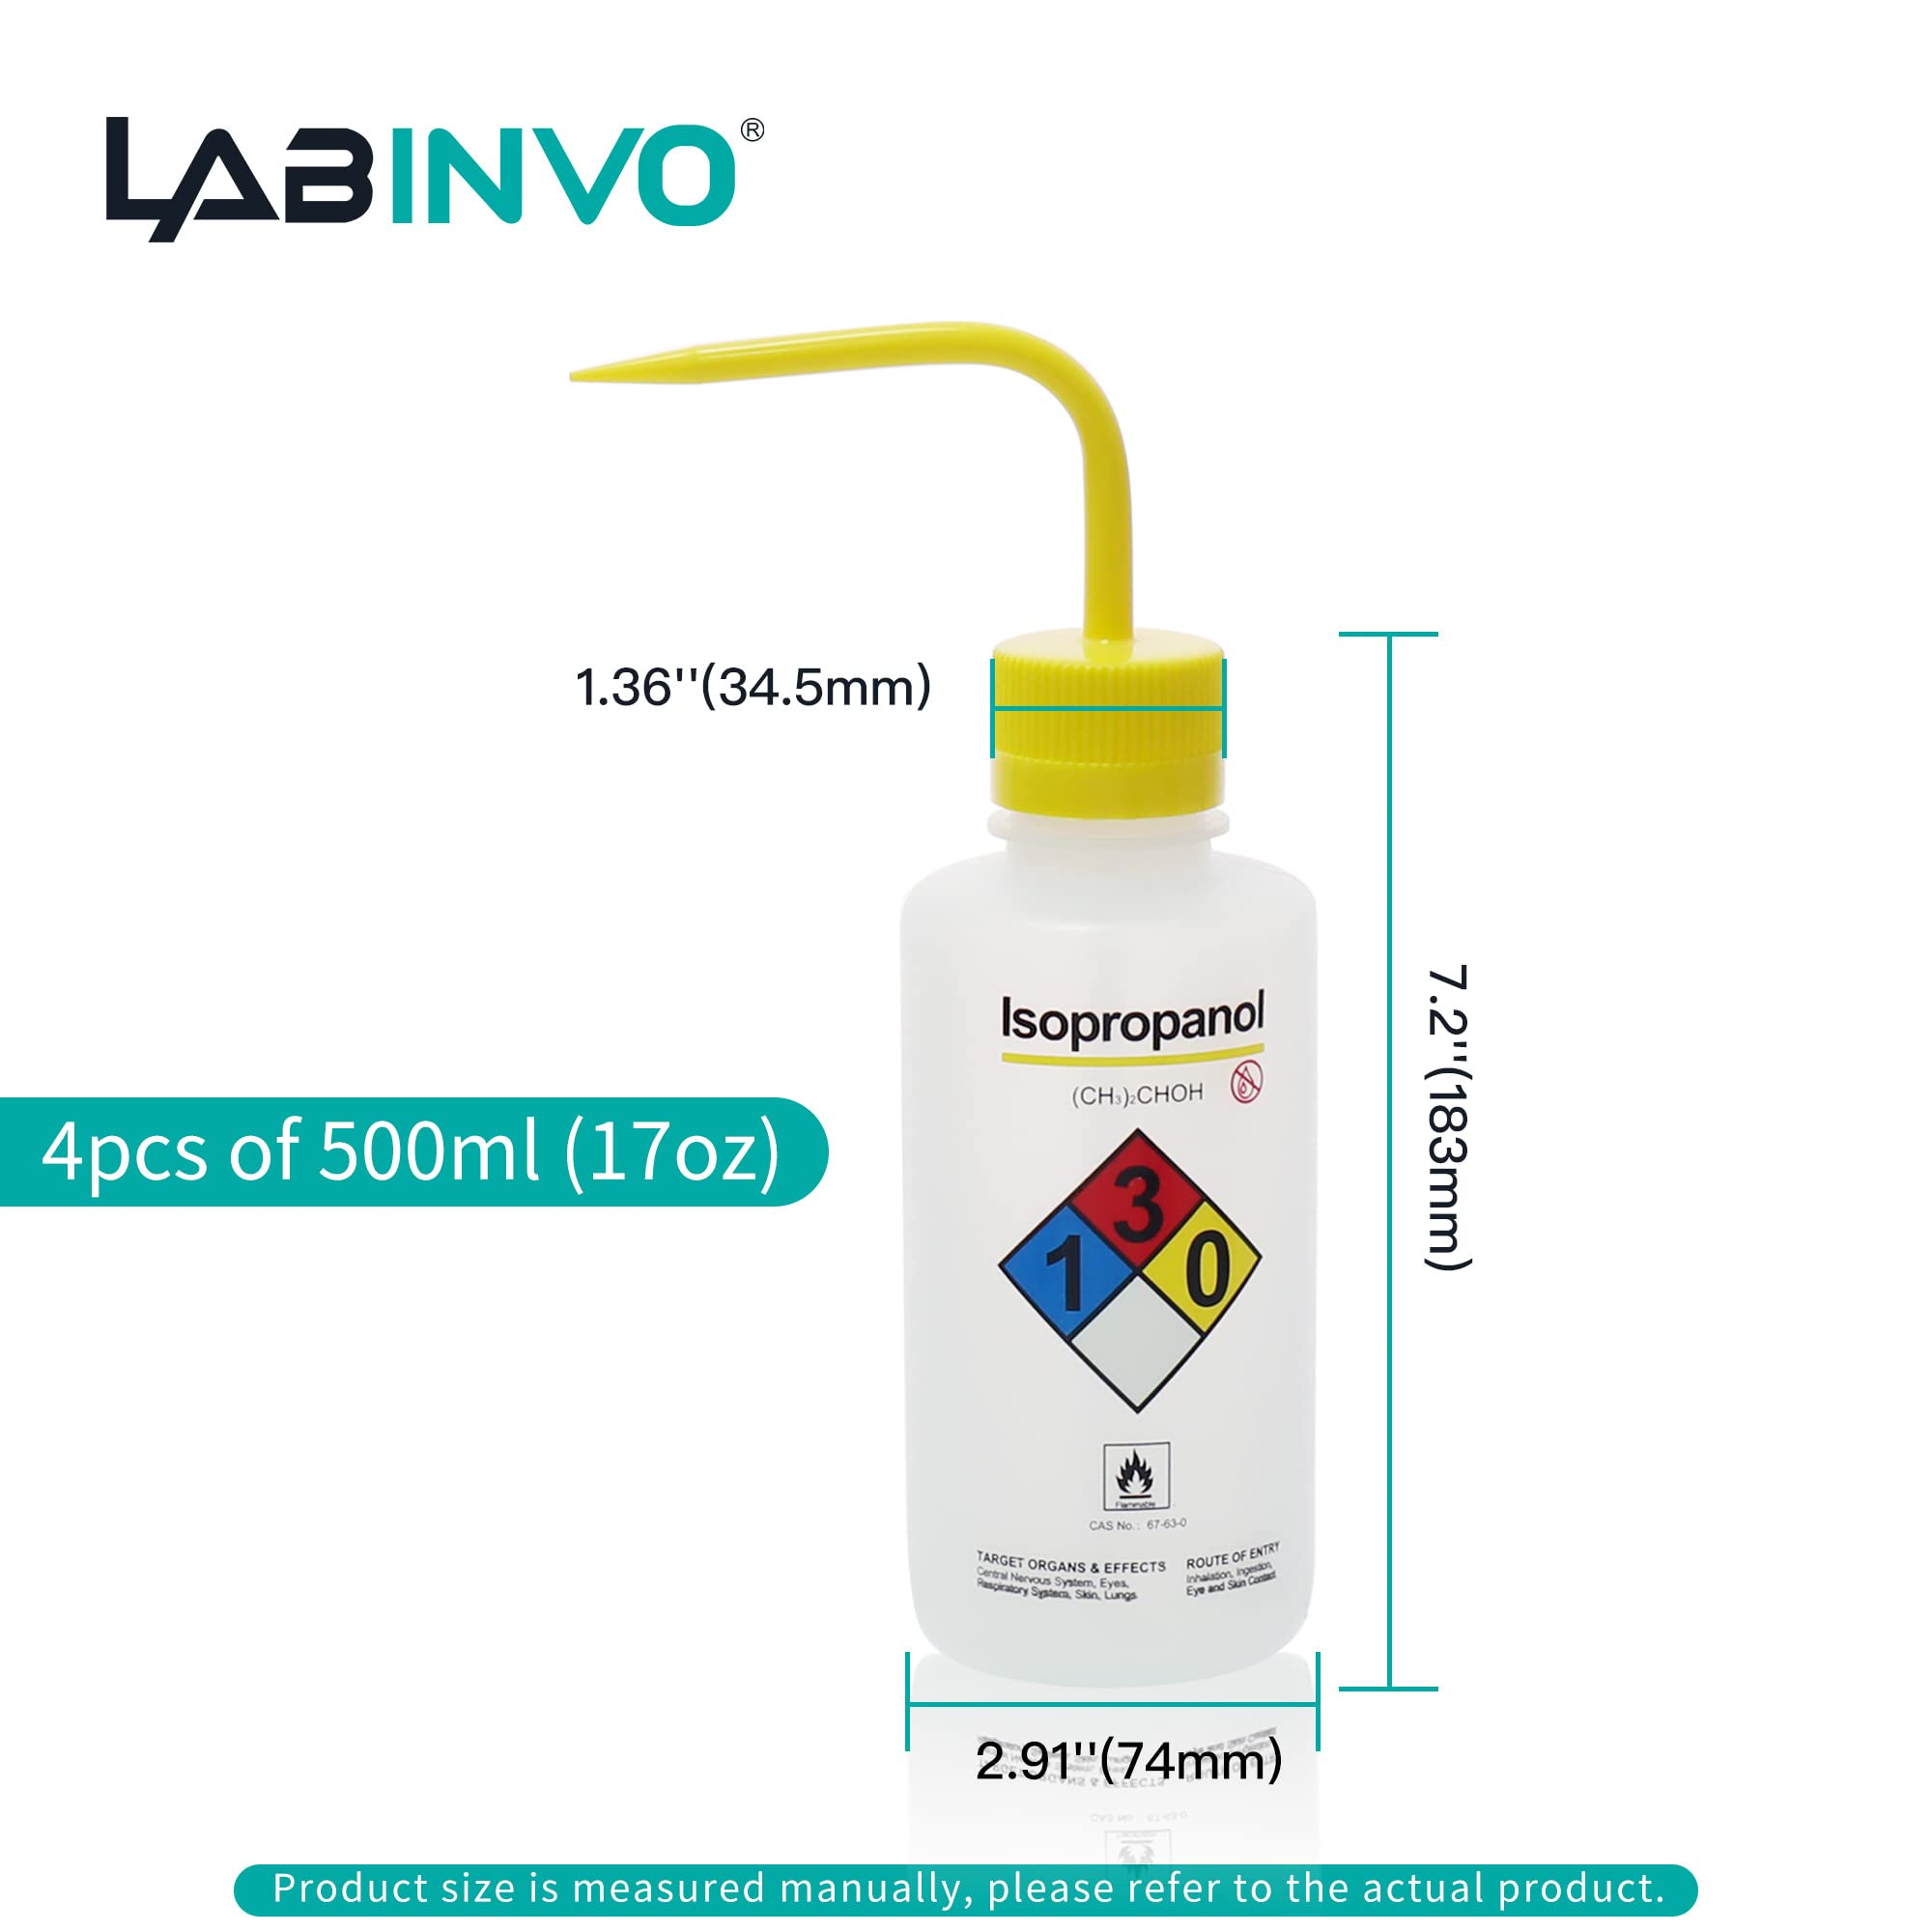 LABINVO®
1.36''(34.5mm)
7.2''(183mm)
Isopropanol
(CH₃)₂CHOH
4pcs of 500ml (17oz)
3
1
0
Flammable
CAS No.: 67-63-0
TARGET ORGANS & EFFECTS
Central Nervous System, Eyes,
Respiratory System, Skin, Lungs.
ROUTE OF ENTRY
Inhalation, Ingestion,
Eye and Skin Contact
2.91''(74mm)
Product size is measured manually, please refer to the actual product.